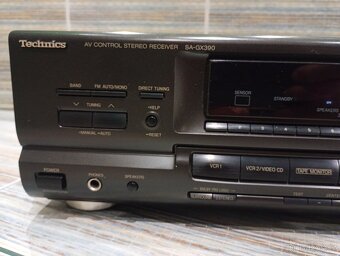 Technics
AV CONTROL STEREO RECEIVER SA-GX390
BAND FM AUTO/MONO DIRECT TUNING
SENSOR STANDBY
TUNING HELP
SPEAKERS
MANUAL AUTO RESET
VCR 1 VCR 2/VIDEO CD TAPE MONITOR
POWER PHONES SPEAKERS